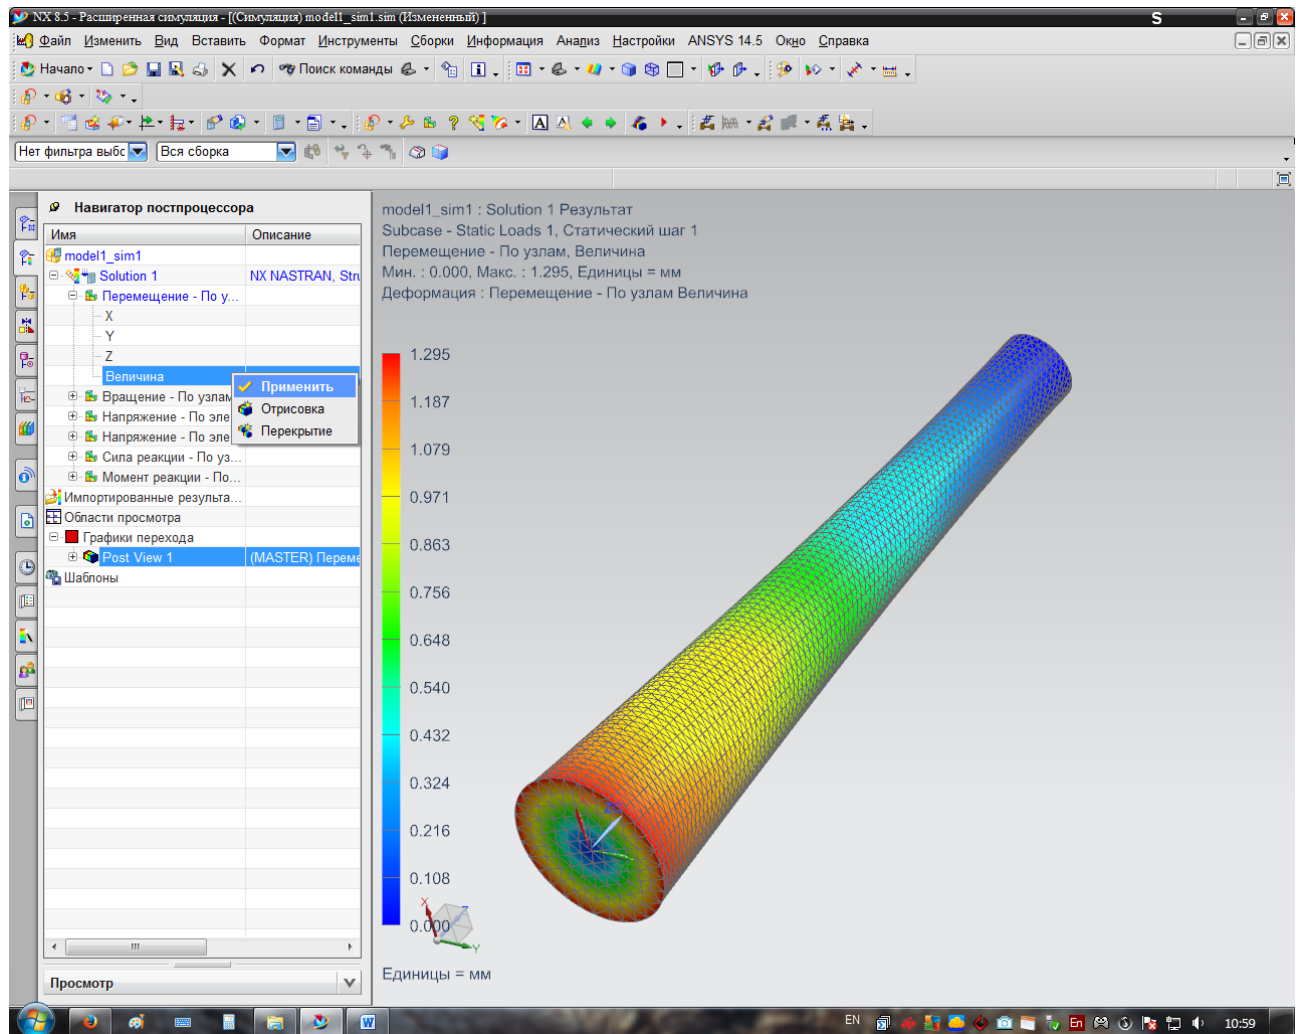 NX 8.5 - Расширенная симуляция - [(Симуляция) model1_sim1.sim (Измененный) ]
S
Файл Изменить Вид Вставить Формат Инструменты Сборки Информация Анализ Настройки ANSYS 14.5 Окно Справка
Начало Поиск команды
Нет фильтра выбс Вся сборка
Навигатор постпроцессора
Имя Описание
model1_sim1
Solution 1 NX NASTRAN, Stru
Перемещение - По у...
X
Y
Z
Величина
Применить
Отрисовка
Перекрытие
Вращение - По узлам
Напряжение - По эле
Напряжение - По эле
Сила реакции - По уз...
Момент реакции - По...
Импортированные результа...
Области просмотра
Графики перехода
Post View 1 (MASTER) Переме
Шаблоны
Просмотр
model1_sim1 : Solution 1 Результат
Subcase - Static Loads 1, Статический шаг 1
Перемещение - По узлам, Величина
Мин. : 0.000, Макс. : 1.295, Единицы = мм
Деформация : Перемещение - По узлам Величина
1.295
1.187
1.079
0.971
0.863
0.756
0.648
0.540
0.432
0.324
0.216
0.108
0.000
X
Z
Y
Единицы = мм
EN En 10:59